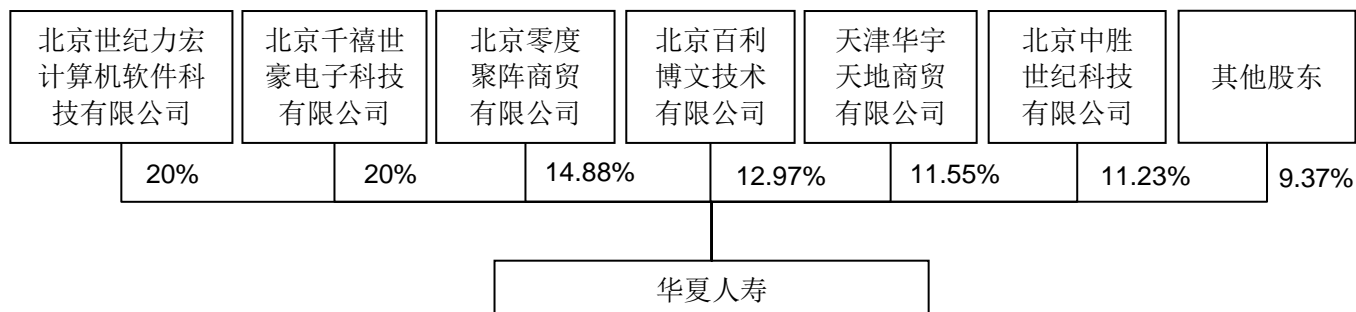 北京世纪力宏
计算机软件科
技有限公司
北京千禧世
豪电子科技
有限公司
北京零度
聚阵商贸
有限公司
北京百利
博文技术
有限公司
天津华宇
天地商贸
有限公司
北京中胜
世纪科技
有限公司
其他股东
20%
20%
14.88%
12.97%
11.55%
11.23%
9.37%
华夏人寿